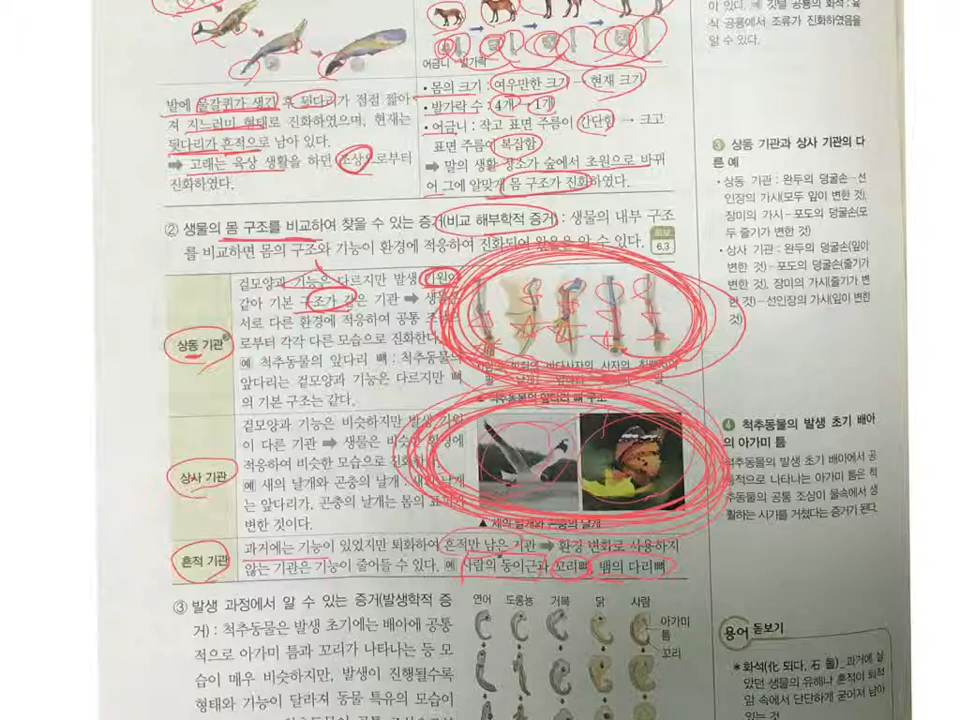 어금니 발가락
발에 물갈퀴가 생긴 후 뒷다리가 점점 짧아
져 지느러미 형태로 진화하였으며, 현재는
뒷다리가 흔적으로 남아 있다.
➡ 고래는 육상 생활을 하던 조상으로부터
진화하였다.
• 몸의 크기 : 여우만한 크기 → 현재 크기
• 발가락 수 : 4개 → 1개
• 어금니 : 작고 표면 주름이 간단함 → 크고
표면 주름이 복잡함
➡ 말의 생활 장소가 숲에서 초원으로 바뀌
어 그에 알맞게 몸 구조가 진화하였다.
② 생물의 몸 구조를 비교하여 찾을 수 있는 증거(비교 해부학적 증거) : 생물의 내부 구조
를 비교하면 몸의 구조와 기능이 환경에 적응하여 진화되어 왔음을 알 수 있다.
6.3
상동 기관
겉모양과 기능은 다르지만 발생 기원이
같아 기본 구조가 같은 기관 ➡ 생물은
서로 다른 환경에 적응하여 공통 조상으
로부터 각각 다른 모습으로 진화한다.
예 척추동물의 앞다리 뼈 : 척추동물의
앞다리는 겉모양과 기능은 다르지만 뼈
의 기본 구조는 같다.
바다사자의 사자의
척추동물의 앞다리 뼈 구조
상사 기관
겉모양과 기능은 비슷하지만 발생 기원
이 다른 기관 ➡ 생물은 비슷한 환경에
적응하여 비슷한 모습으로 진화한다.
예 새의 날개와 곤충의 날개 : 새의 날개
는 앞다리가, 곤충의 날개는 몸의 표피가
변한 것이다.
▲ 새의 날개와 곤충의 날개
흔적 기관
과거에는 기능이 있었지만 퇴화하여 흔적만 남은 기관 ➡ 환경 변화로 사용하지
않는 기관은 기능이 줄어들 수 있다. 예 사람의 동이근과 꼬리뼈, 뱀의 다리뼈
③ 발생 과정에서 알 수 있는 증거(발생학적 증
거) : 척추동물은 발생 초기에는 배아에 공통
적으로 아가미 틈과 꼬리가 나타나는 등 모
습이 매우 비슷하지만, 발생이 진행될수록
형태와 기능이 달라져 동물 특유의 모습이
연어 도롱뇽 거북 닭 사람
아가미
틈
꼬리
이 있다. 깃털 공룡의 화석 : 육
식 공룡에서 조류가 진화하였음을
알 수 있다.
③ 상동 기관과 상사 기관의 다
른 예
• 상동 기관 : 완두의 덩굴손–선
인장의 가시(모두 잎이 변한 것),
장미의 가시–포도의 덩굴손(모
두 줄기가 변한 것)
• 상사 기관 : 완두의 덩굴손(잎이
변한 것)–포도의 덩굴손(줄기가
변한 것), 장미의 가시(줄기가 변
한 것)–선인장의 가시(잎이 변한
것)
④ 척추동물의 발생 초기 배아
의 아가미 틈
척추동물의 발생 초기 배아에서 공
통적으로 나타나는 아가미 틈은 척
추동물의 공통 조상이 물속에서 생
활하는 시기를 거쳤다는 증거가 된다.
용어 돋보기
* 화석(化 되다, 石 돌)_과거에 살
았던 생물의 유해나 흔적이 퇴적
암 속에서 단단하게 굳어져 남아
있는 것